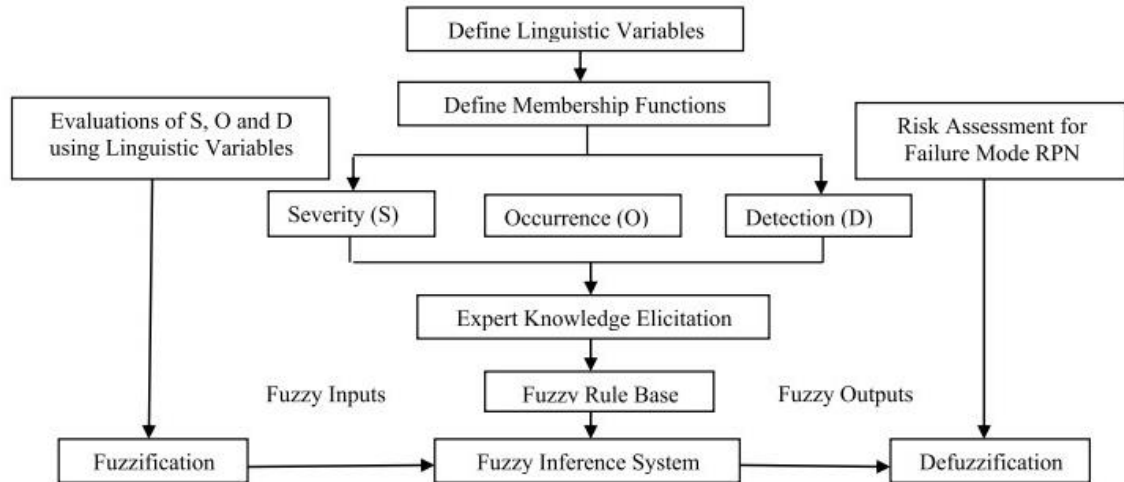 Define Linguistic Variables
Define Membership Functions
Evaluations of S, O and D
using Linguistic Variables
Risk Assessment for
Failure Mode RPN
Severity (S)
Occurrence (O)
Detection (D)
Expert Knowledge Elicitation
Fuzzy Inputs
Fuzzy Rule Base
Fuzzy Outputs
Fuzzification
Fuzzy Inference System
Defuzzification